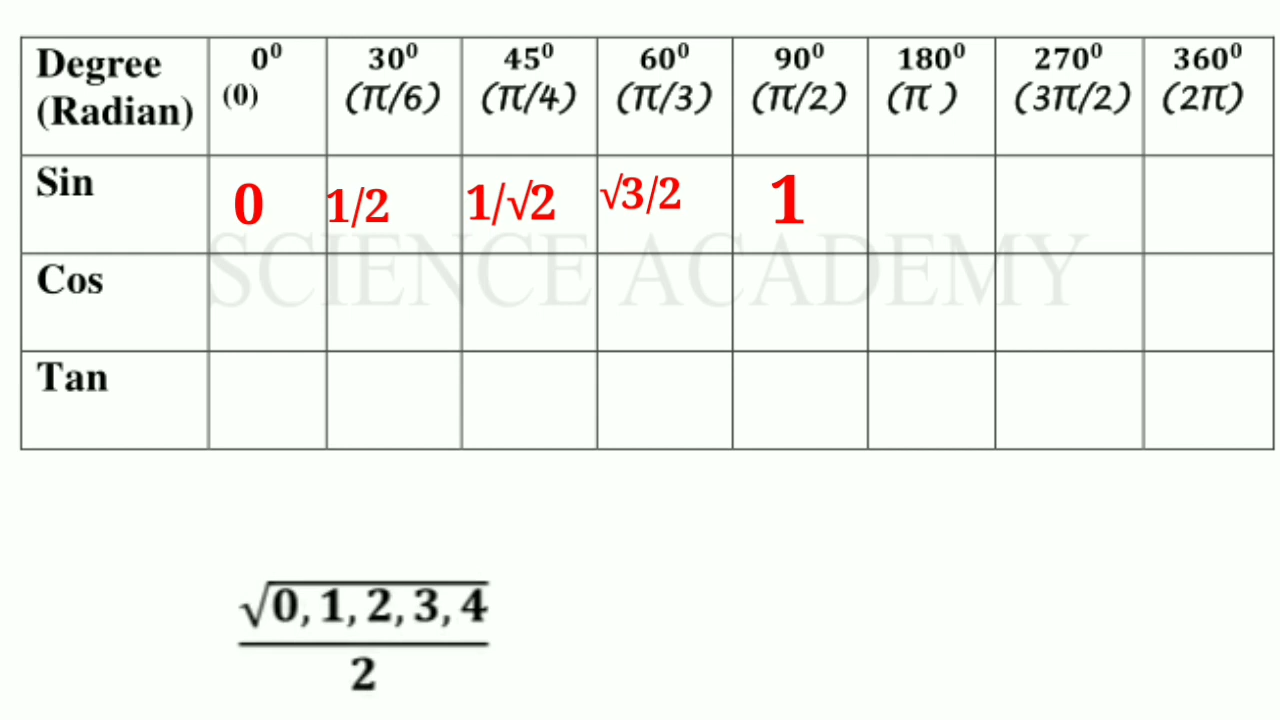 Degree (Radian) 0⁰ (0) 30⁰ (π/6) 45⁰ (π/4) 60⁰ (π/3) 90⁰ (π/2) 180⁰ (π ) 270⁰ (3π/2) 360⁰ (2π)
Sin 0 1/2 1/√2 √3/2 1
SCIENCE ACADEMY
Cos
Tan
√0, 1, 2, 3, 4
2